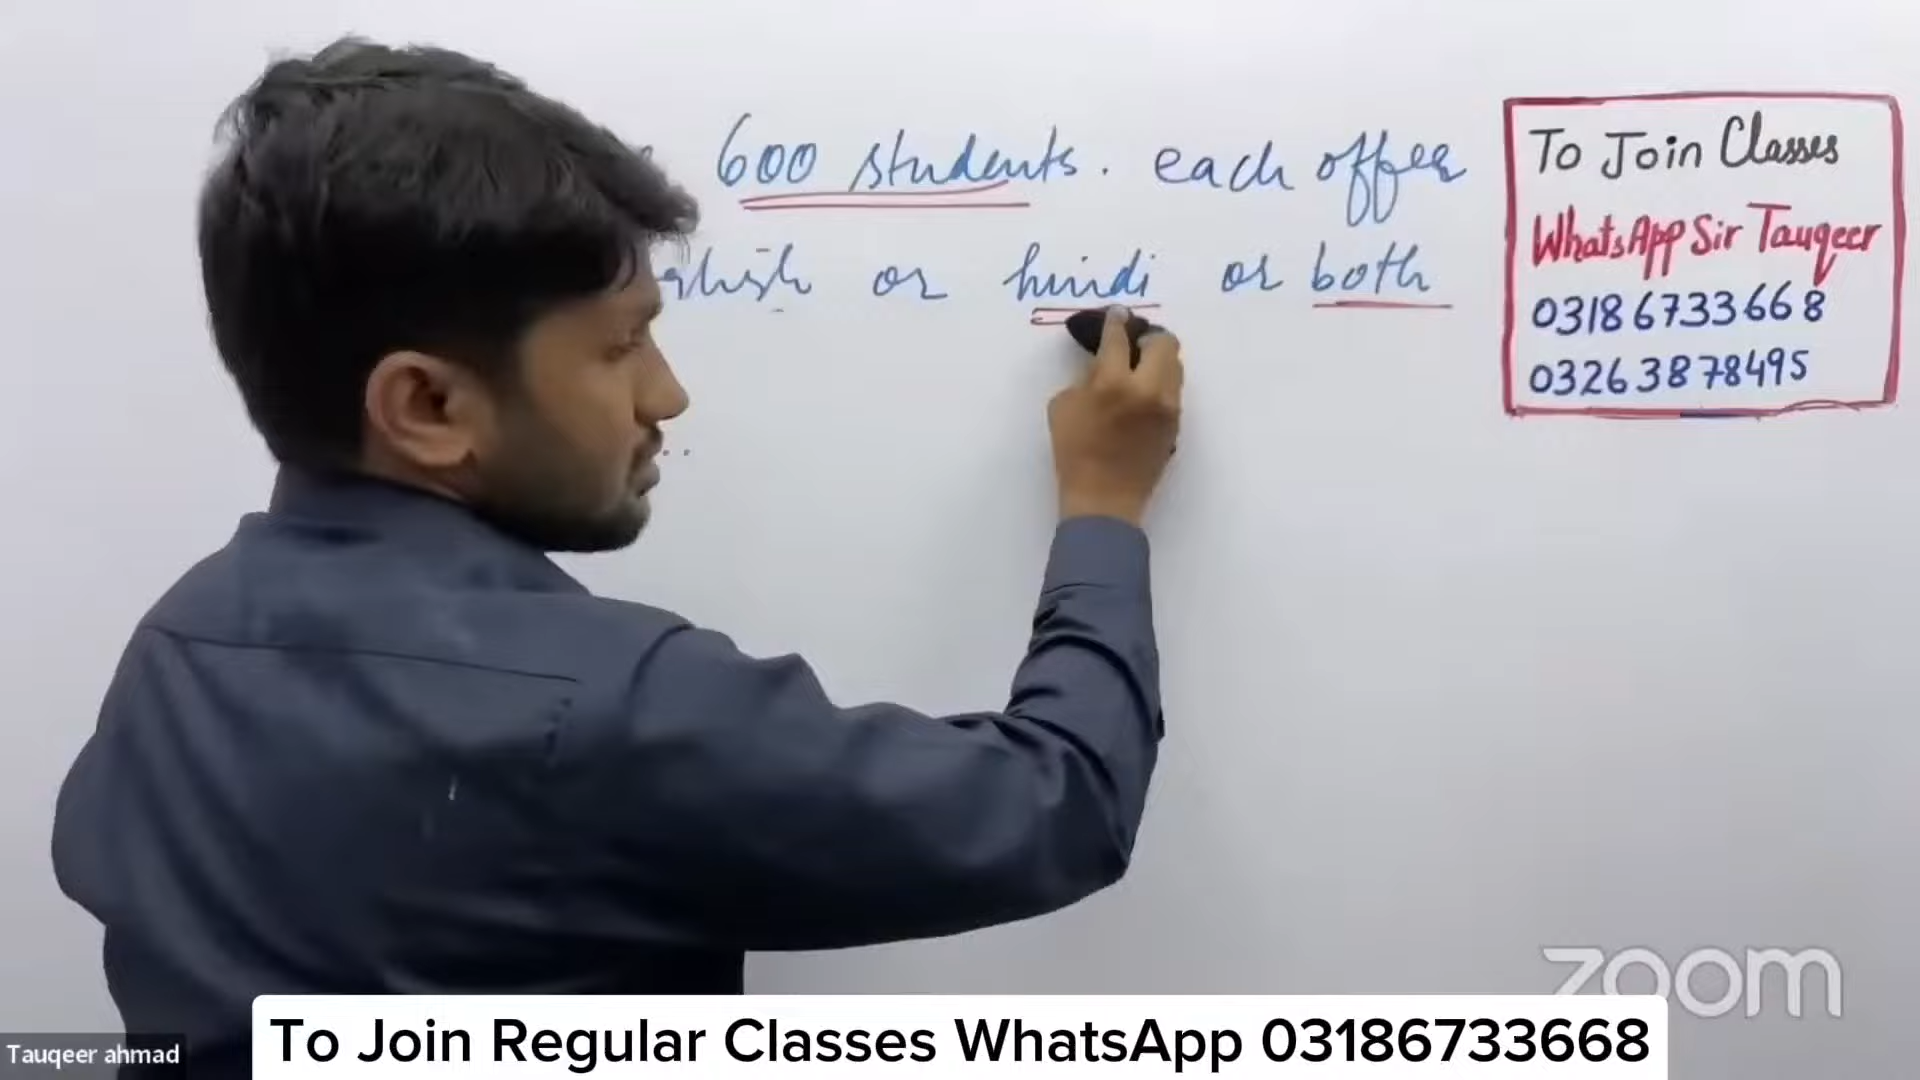 600 students. each offer
or hindi or both
To Join Classes
WhatsApp Sir Tauqeer
03186733668
03263878495
zoom
To Join Regular Classes WhatsApp 03186733668
Tauqeer ahmad